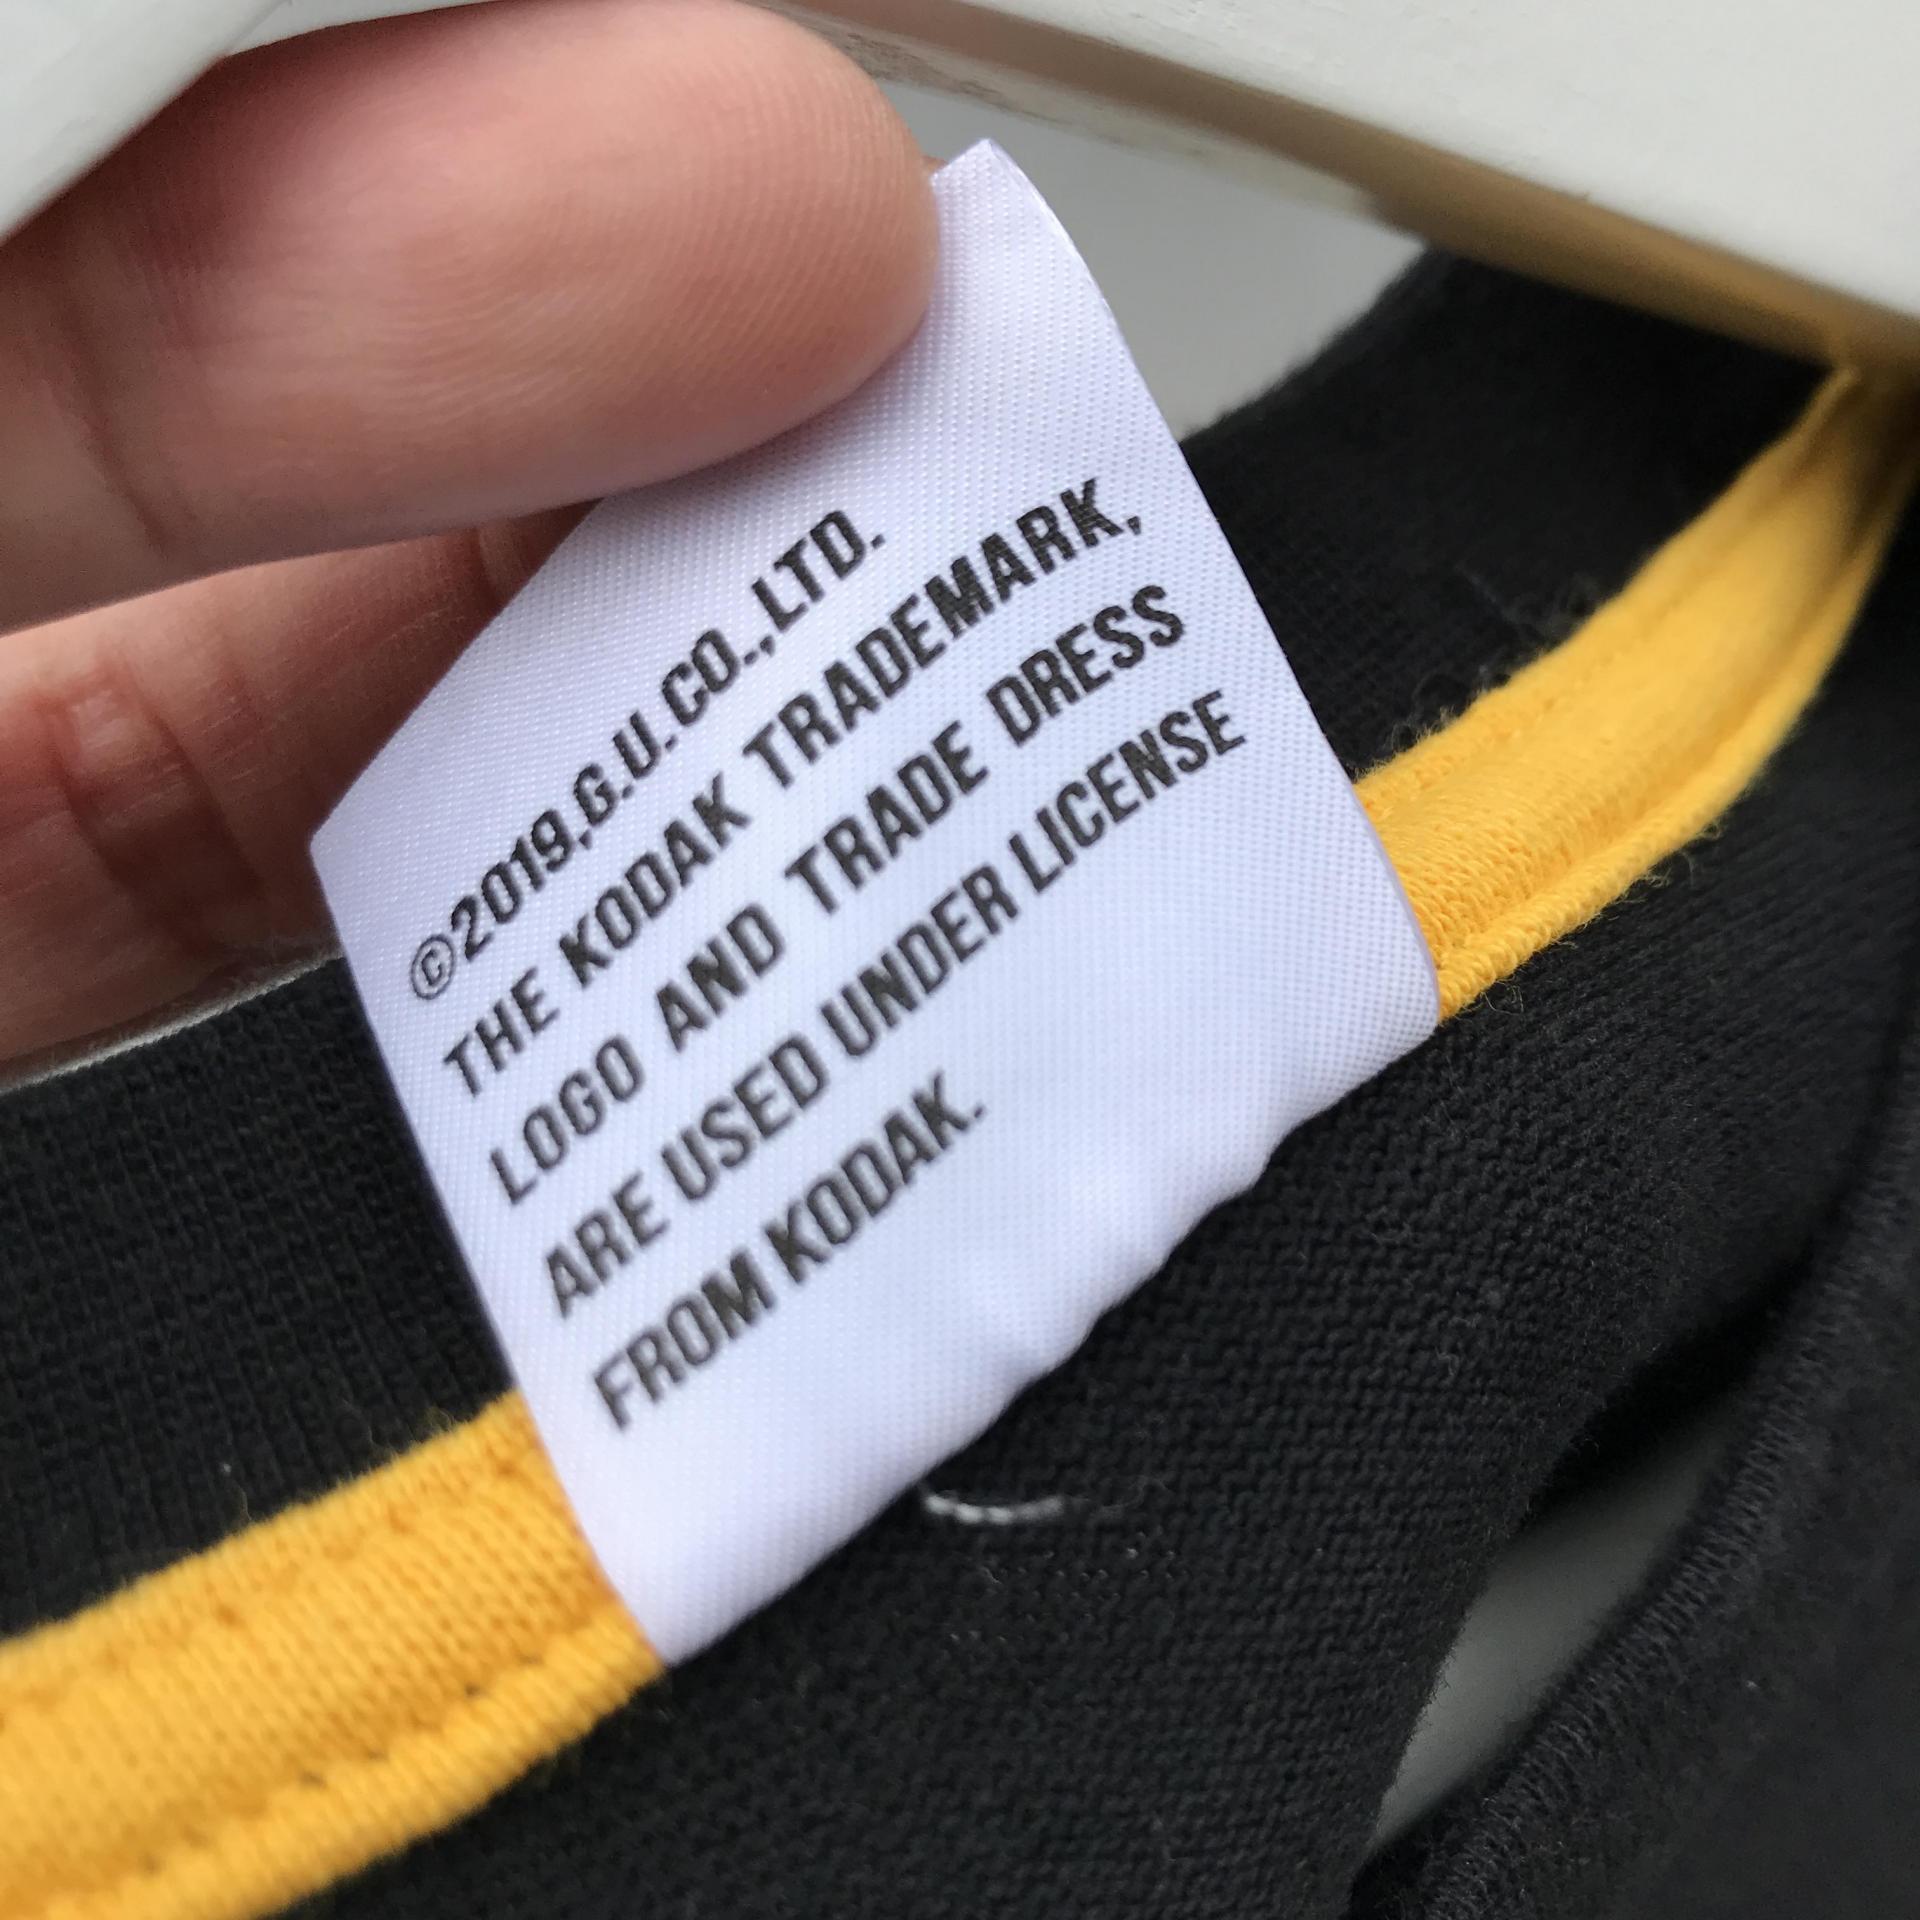 ©2019,G.U.CO.,LTD.
THE KODAK TRADEMARK,
LOGO AND TRADE DRESS
ARE USED UNDER LICENSE
FROM KODAK.